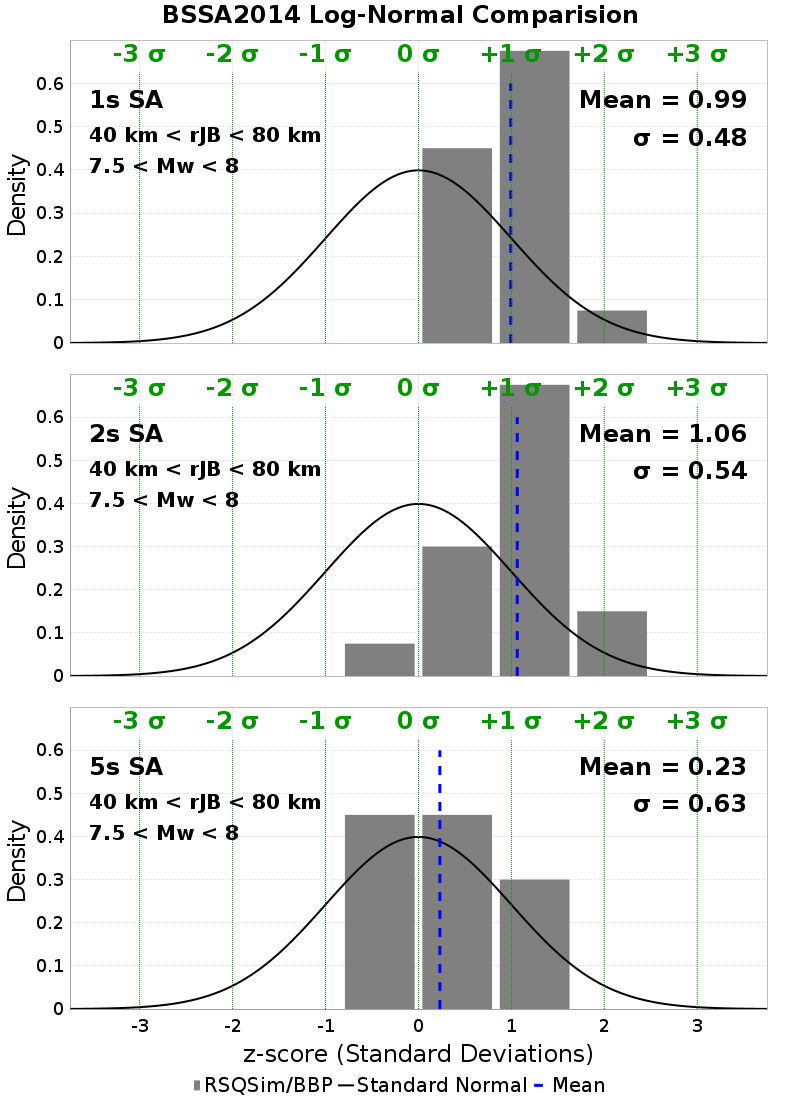 BSSA2014 Log-Normal Comparision
-3 σ -2 σ -1 σ 0 σ +1 σ +2 σ +3 σ
1s SA Mean = 0.99
40 km < rJB < 80 km σ = 0.48
7.5 < Mw < 8
Density
0.6
0.5
0.4
0.3
0.2
0.1
0
-3 σ -2 σ -1 σ 0 σ +1 σ +2 σ +3 σ
2s SA Mean = 1.06
40 km < rJB < 80 km σ = 0.54
7.5 < Mw < 8
Density
0.6
0.5
0.4
0.3
0.2
0.1
0
-3 σ -2 σ -1 σ 0 σ +1 σ +2 σ +3 σ
5s SA Mean = 0.23
40 km < rJB < 80 km σ = 0.63
7.5 < Mw < 8
Density
0.6
0.5
0.4
0.3
0.2
0.1
0
-3 -2 -1 0 1 2 3
z-score (Standard Deviations)
RSQSim/BBP Standard Normal Mean